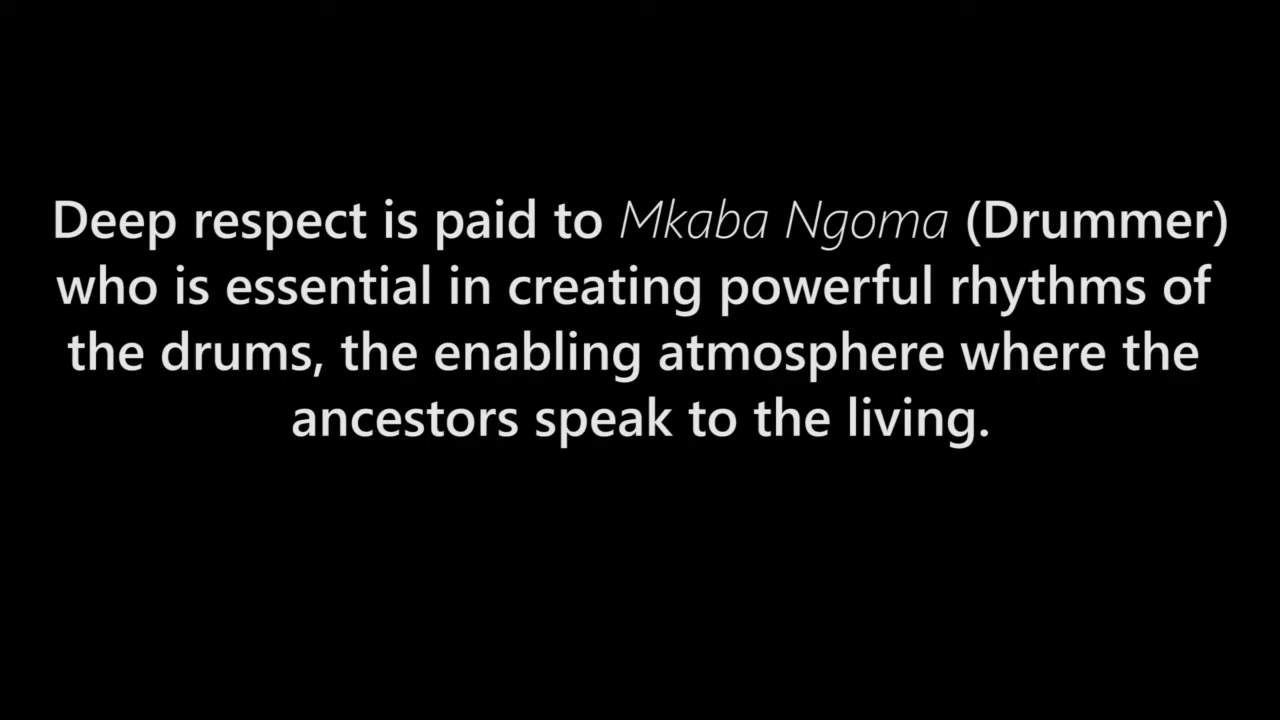 Deep respect is paid to Mkaba Ngoma (Drummer)
who is essential in creating powerful rhythms of
the drums, the enabling atmosphere where the
ancestors speak to the living.